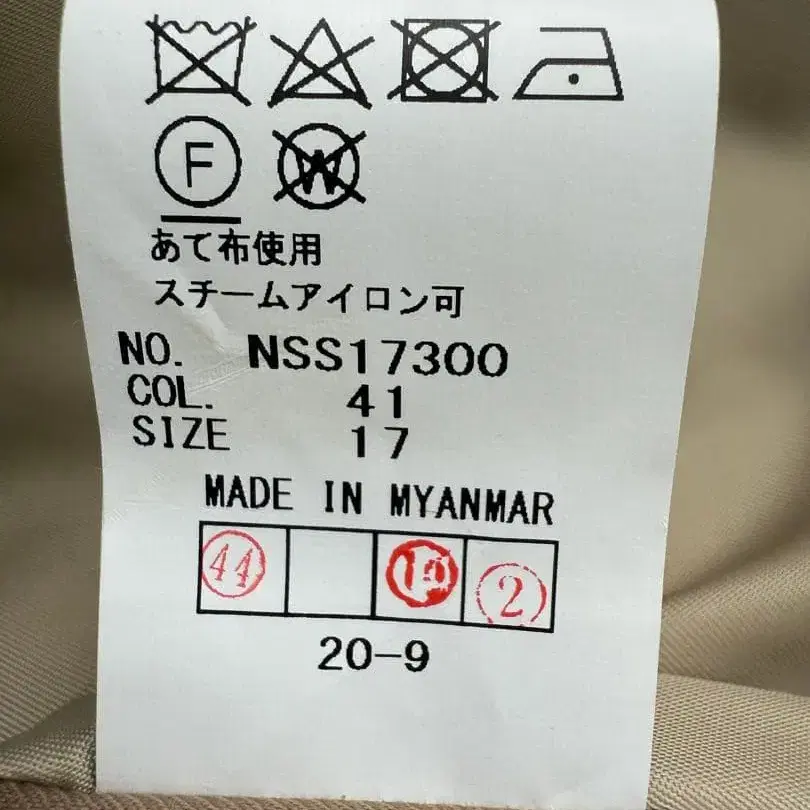 F W
あて布使用
スチームアイロン可
NO. NSS17300
COL. 41
SIZE 17
MADE IN MYANMAR
44 2
20-9